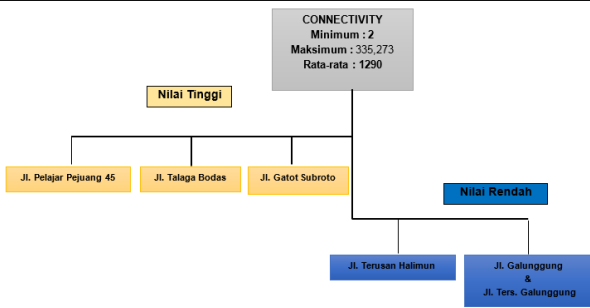 CONNECTIVITY
Minimum : 2
Maksimum : 335,273
Rata-rata : 1290
Nilai Tinggi
Jl. Pelajar Pejuang 45
Jl. Talaga Bodas
Jl. Gatot Subroto
Nilai Rendah
Jl. Terusan Halimun
Jl. Galunggung
&
Jl. Ters. Galunggung